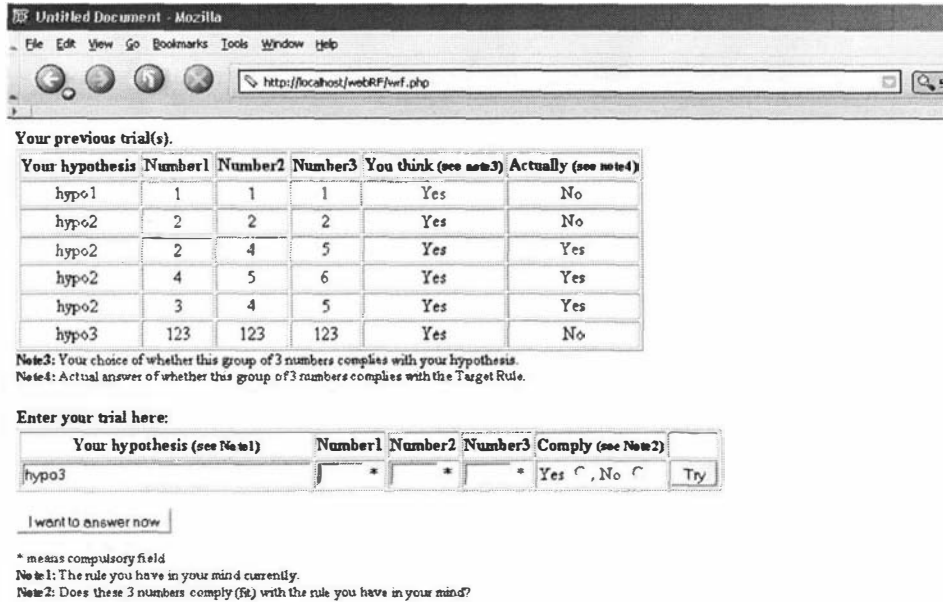 Untitled Document - Mozilla
File Edit View Go Bookmarks Tools Window Help
http://localhost/webRF/wrf.php
Your previous trial(s).
Your hypothesis Number1 Number2 Number3 You think (see note3) Actually (see note4)
hypo1 1 1 1 Yes No
hypo2 2 2 2 Yes No
hypo2 2 4 5 Yes Yes
hypo2 4 5 6 Yes Yes
hypo2 3 4 5 Yes Yes
hypo3 123 123 123 Yes No
Note3: Your choice of whether this group of 3 numbers complies with your hypothesis.
Note4: Actual answer of whether this group of 3 numbers complies with the Target Rule.
Enter your trial here:
Your hypothesis (see Note1) Number1 Number2 Number3 Comply (see Note2)
hypo3 * * * Yes , No Try
I want to answer now
* means compulsory field
Note1: The rule you have in your mind currently.
Note2: Does these 3 numbers comply (fit) with the rule you have in your mind?